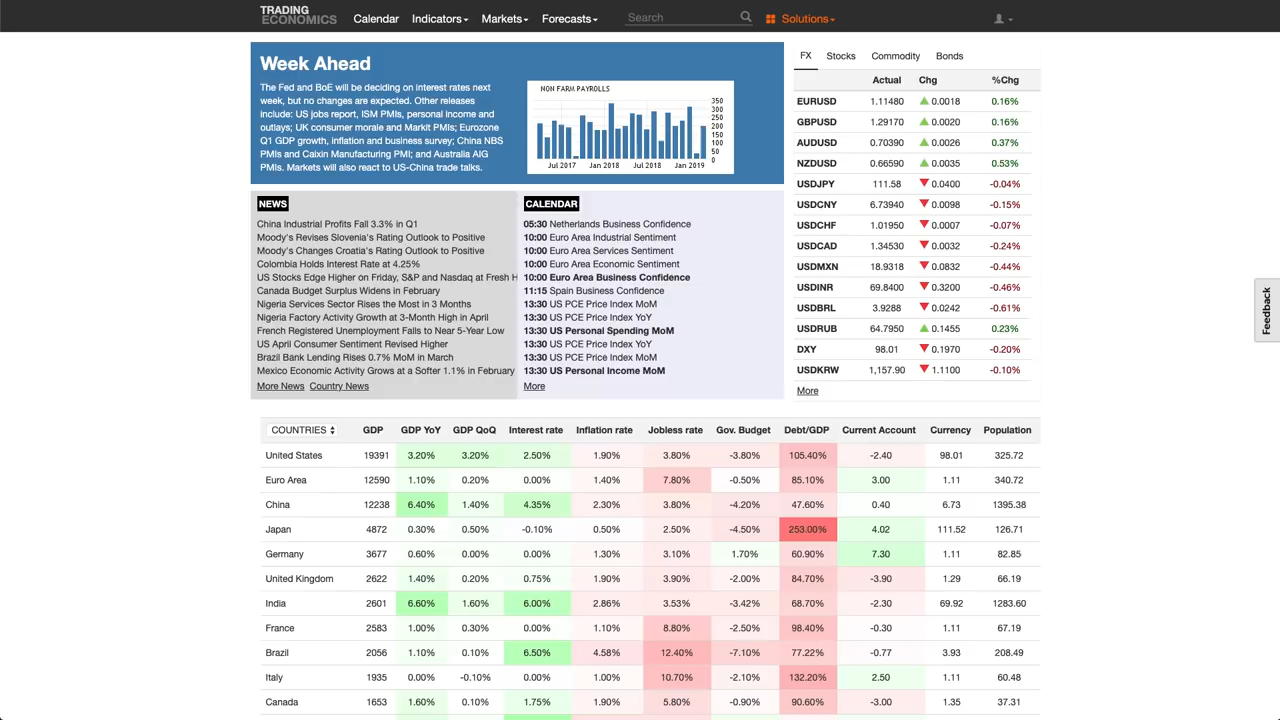 TRADING ECONOMICS Calendar Indicators Markets Forecasts Search Solutions
Week Ahead
The Fed and BoE will be deciding on interest rates next
week, but no changes are expected. Other releases
include: US jobs report, ISM PMIs, personal income and
outlays; UK consumer morale and Markit PMIs; Eurozone
Q1 GDP growth, inflation and business survey; China NBS
PMIs and Caixin Manufacturing PMI; and Australia AIG
PMIs. Markets will also react to US-China trade talks.
NON FARM PAYROLLS
350
300
250
200
150
100
50
0
Jul 2017 Jan 2018 Jul 2018 Jan 2019
NEWS
China Industrial Profits Fall 3.3% in Q1
Moody's Revises Slovenia's Rating Outlook to Positive
Moody's Changes Croatia's Rating Outlook to Positive
Colombia Holds Interest Rate at 4.25%
US Stocks Edge Higher on Friday, S&P and Nasdaq at Fresh H
Canada Budget Surplus Widens in February
Nigeria Services Sector Rises the Most in 3 Months
Nigeria Factory Activity Growth at 3-Month High in April
French Registered Unemployment Falls to Near 5-Year Low
US April Consumer Sentiment Revised Higher
Brazil Bank Lending Rises 0.7% MoM in March
Mexico Economic Activity Grows at a Softer 1.1% in February
More News Country News
CALENDAR
05:30 Netherlands Business Confidence
10:00 Euro Area Industrial Sentiment
10:00 Euro Area Services Sentiment
10:00 Euro Area Economic Sentiment
10:00 Euro Area Business Confidence
11:15 Spain Business Confidence
13:30 US PCE Price Index MoM
13:30 US PCE Price Index YoY
13:30 US Personal Spending MoM
13:30 US PCE Price Index YoY
13:30 US PCE Price Index MoM
13:30 US Personal Income MoM
More
FX Stocks Commodity Bonds
Actual Chg %Chg
EURUSD 1.11480 0.0018 0.16%
GBPUSD 1.29170 0.0020 0.16%
AUDUSD 0.70390 0.0026 0.37%
NZDUSD 0.66590 0.0035 0.53%
USDJPY 111.58 0.0400 -0.04%
USDCNY 6.73940 0.0098 -0.15%
USDCHF 1.01950 0.0007 -0.07%
USDCAD 1.34530 0.0032 -0.24%
USDMXN 18.9318 0.0832 -0.44%
USDINR 69.8400 0.3200 -0.46%
USDBRL 3.9288 0.0242 -0.61%
USDRUB 64.7950 0.1455 0.23%
DXY 98.01 0.1970 -0.20%
USDKRW 1,157.90 1.1100 -0.10%
More
Feedback
COUNTRIES GDP GDP YoY GDP QoQ Interest rate Inflation rate Jobless rate Gov. Budget Debt/GDP Current Account Currency Population
United States 19391 3.20% 3.20% 2.50% 1.90% 3.80% -3.80% 105.40% -2.40 98.01 325.72
Euro Area 12590 1.10% 0.20% 0.00% 1.40% 7.80% -0.50% 85.10% 3.00 1.11 340.72
China 12238 6.40% 1.40% 4.35% 2.30% 3.80% -4.20% 47.60% 0.40 6.73 1395.38
Japan 4872 0.30% 0.50% -0.10% 0.50% 2.50% -4.50% 253.00% 4.02 111.52 126.71
Germany 3677 0.60% 0.00% 0.00% 1.30% 3.10% 1.70% 60.90% 7.30 1.11 82.85
United Kingdom 2622 1.40% 0.20% 0.75% 1.90% 3.90% -2.00% 84.70% -3.90 1.29 66.19
India 2601 6.60% 1.60% 6.00% 2.86% 3.53% -3.42% 68.70% -2.30 69.92 1283.60
France 2583 1.00% 0.30% 0.00% 1.10% 8.80% -2.50% 98.40% -0.30 1.11 67.19
Brazil 2056 1.10% 0.10% 6.50% 4.58% 12.40% -7.10% 77.22% -0.77 3.93 208.49
Italy 1935 0.00% -0.10% 0.00% 1.00% 10.70% -2.10% 132.20% 2.50 1.11 60.48
Canada 1653 1.60% 0.10% 1.75% 1.90% 5.80% -0.90% 90.60% -3.00 1.35 37.31